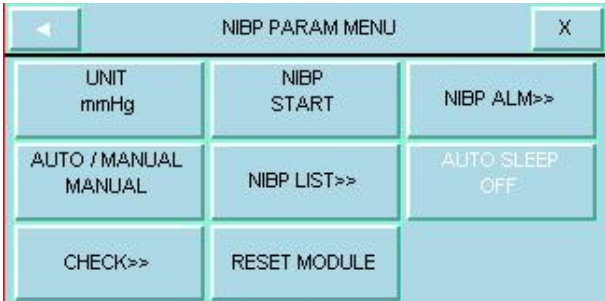 NIBP PARAM MENU
X
UNIT
mmHg
NIBP
START
NIBP ALM>>
AUTO / MANUAL
MANUAL
NIBP LIST>>
AUTO SLEEP
OFF
CHECK>>
RESET MODULE